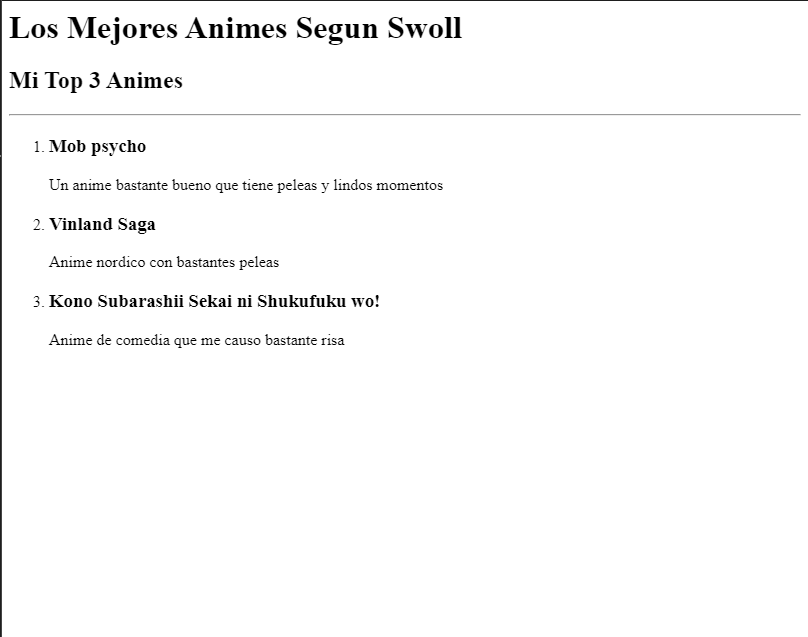 Los Mejores Animes Segun Swoll
Mi Top 3 Animes
1. Mob psycho
Un anime bastante bueno que tiene peleas y lindos momentos
2. Vinland Saga
Anime nordico con bastantes peleas
3. Kono Subarashii Sekai ni Shukufuku wo!
Anime de comedia que me causo bastante risa